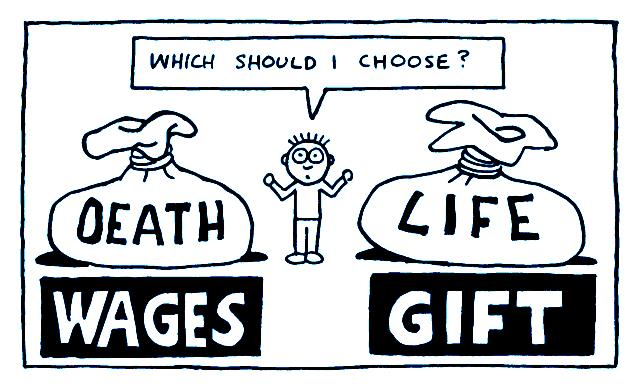 WHICH SHOULD I CHOOSE?
DEATH
LIFE
WAGES
GIFT